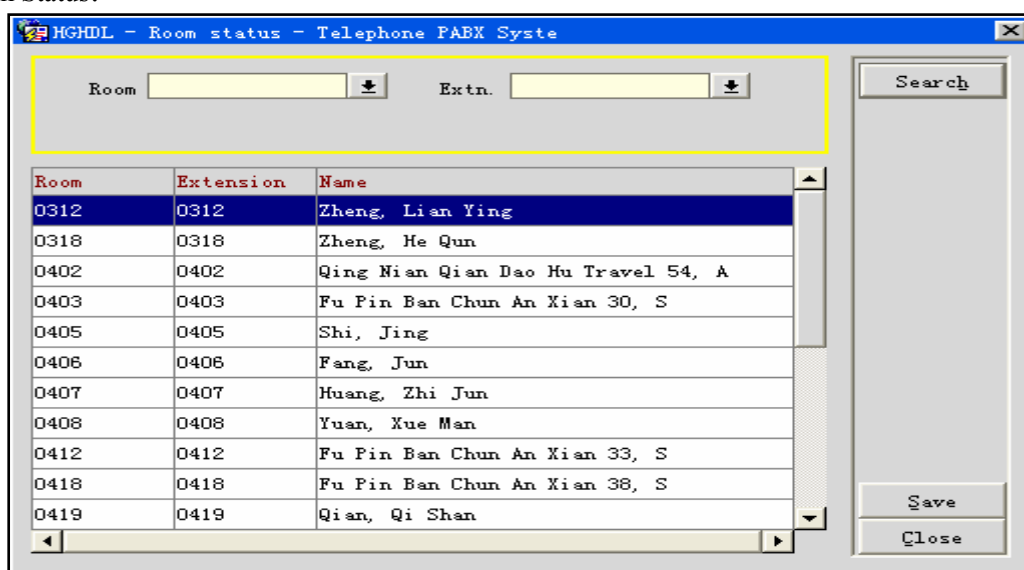 HGHDL - Room status - Telephone PABX Syste
Room Extn. Search
Room Extension Name
0312 0312 Zheng, Lian Ying
0318 0318 Zheng, He Qun
0402 0402 Qing Nian Qian Dao Hu Travel 54, A
0403 0403 Fu Pin Ban Chun An Xian 30, S
0405 0405 Shi, Jing
0406 0406 Fang, Jun
0407 0407 Huang, Zhi Jun
0408 0408 Yuan, Xue Man
0412 0412 Fu Pin Ban Chun An Xian 33, S
0418 0418 Fu Pin Ban Chun An Xian 38, S
0419 0419 Qian, Qi Shan
Save
Close